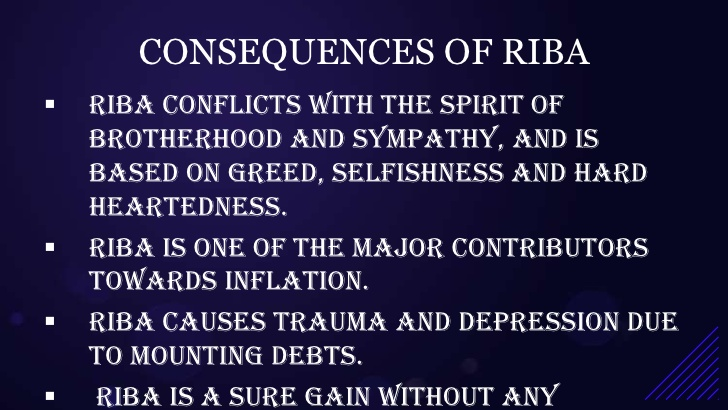 CONSEQUENCES OF RIBA
▪ RIBA CONFLICTS WITH THE SPIRIT OF
BROTHERHOOD AND SYMPATHY, AND IS
BASED ON GREED, SELFISHNESS AND HARD
HEARTEDNESS.
▪ RIBA IS ONE OF THE MAJOR CONTRIBUTORS
TOWARDS INFLATION.
▪ RIBA CAUSES TRAUMA AND DEPRESSION DUE
TO MOUNTING DEBTS.
▪ RIBA IS A SURE GAIN WITHOUT ANY